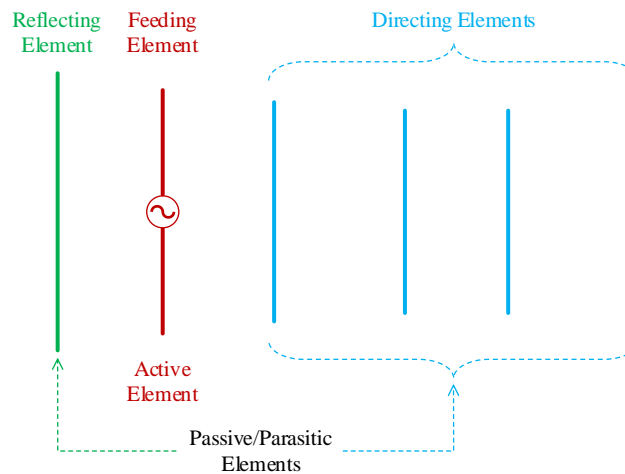 Reflecting
Element
Feeding
Element
Directing Elements
Active
Element
Passive/Parasitic
Elements